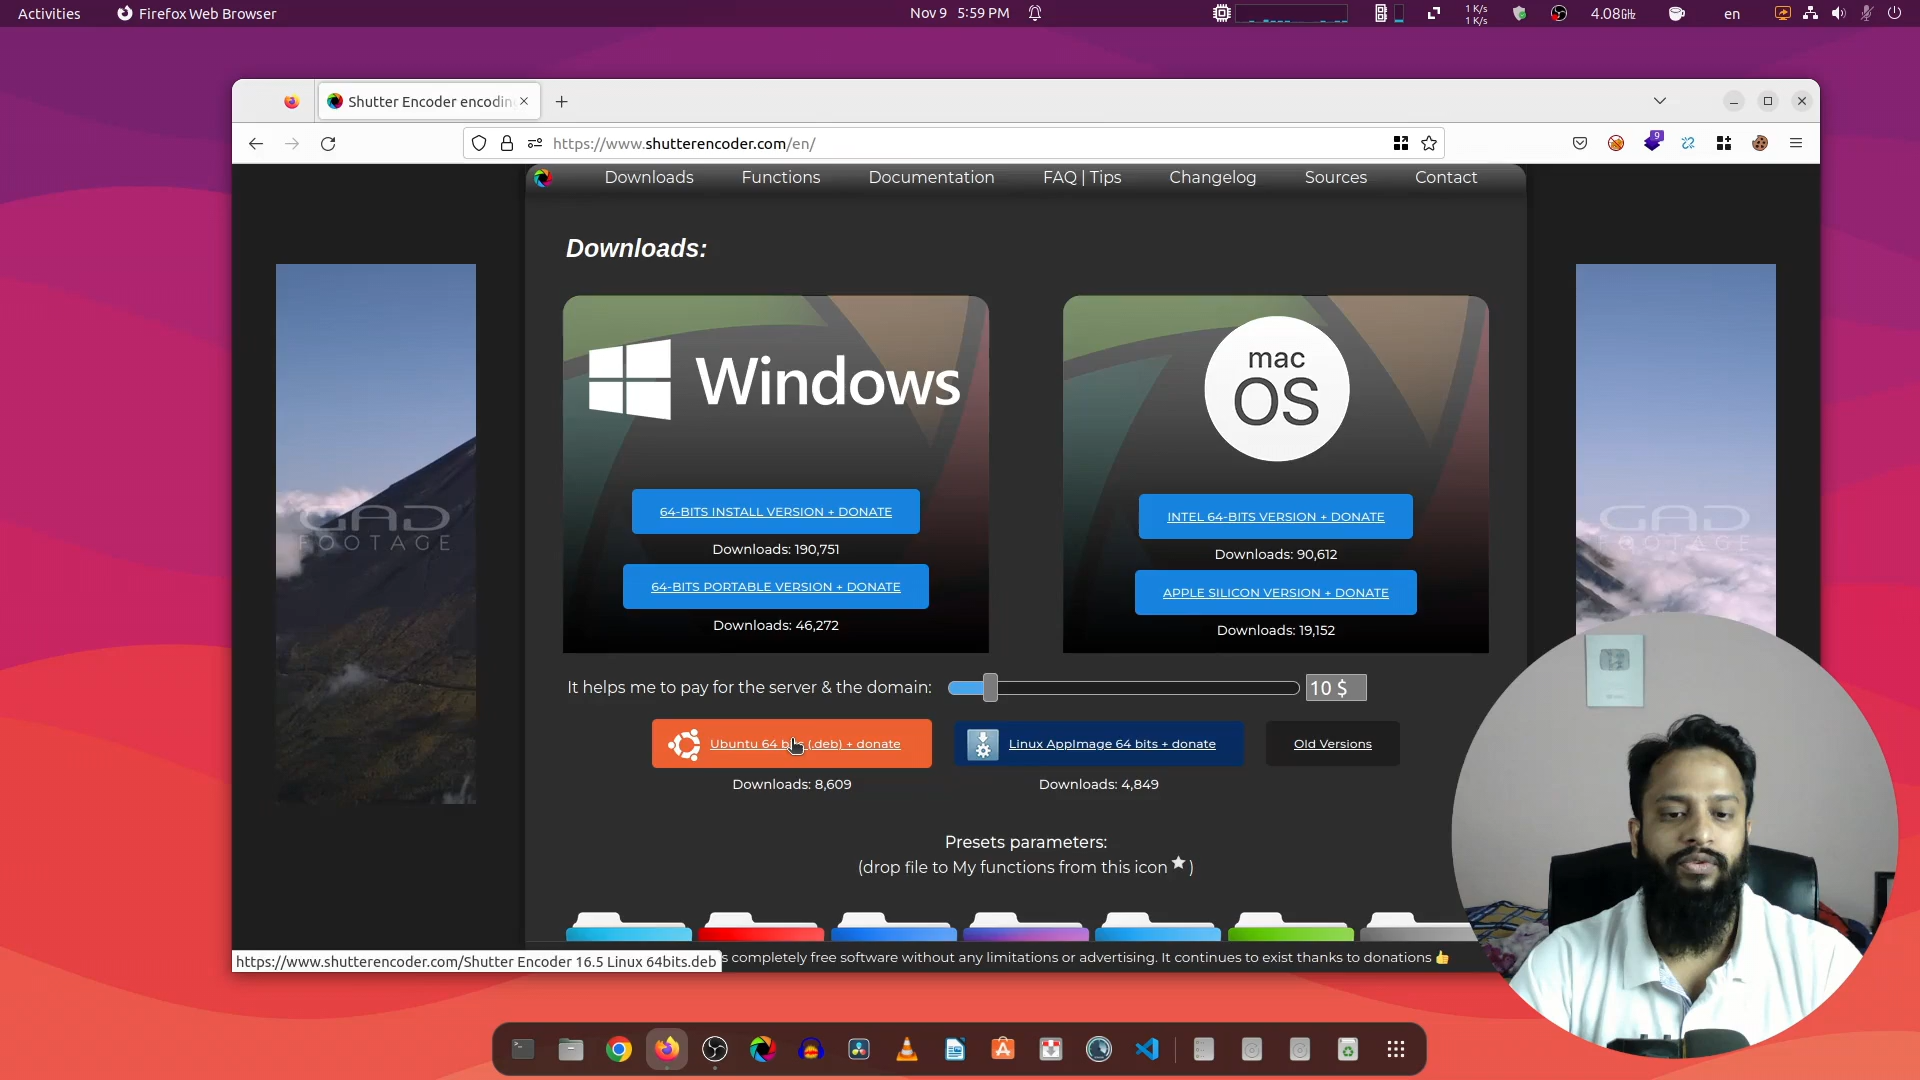 Activities
Firefox Web Browser
Nov 9 5:59 PM
1 K/s
1 K/s
4.08GHz
en
Shutter Encoder encodin
https://www.shutterencoder.com/en/
9
Downloads
Functions
Documentation
FAQ | Tips
Changelog
Sources
Contact
Downloads:
Windows
mac
OS
64-BITS INSTALL VERSION + DONATE
Downloads: 190,751
64-BITS PORTABLE VERSION + DONATE
Downloads: 46,272
INTEL 64-BITS VERSION + DONATE
Downloads: 90,612
APPLE SILICON VERSION + DONATE
Downloads: 19,152
GAD
FOOTAGE
GAD
FOOTAGE
It helps me to pay for the server & the domain:
10 $
Ubuntu 64 bits (.deb) + donate
Linux AppImage 64 bits + donate
Old Versions
Downloads: 8,609
Downloads: 4,849
Presets parameters:
(drop file to My functions from this icon ★)
https://www.shutterencoder.com/Shutter Encoder 16.5 Linux 64bits.deb
s completely free software without any limitations or advertising. It continues to exist thanks to donations 👍